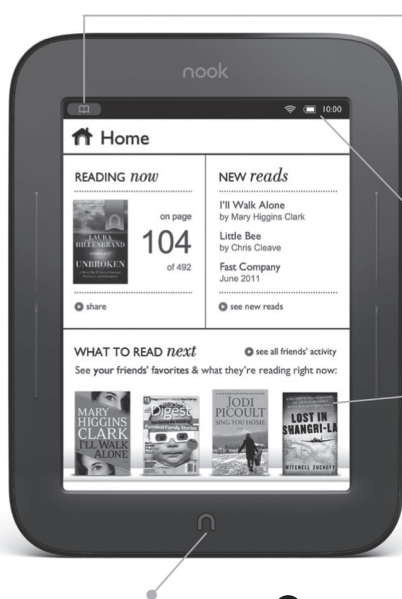 nook
10:00
Home
READING now
LAURA
HILLENBRAND
UNBROKEN
on page
104
of 492
share
NEW reads
I'll Walk Alone
by Mary Higgins Clark
Little Bee
by Chris Cleave
Fast Company
June 2011
see new reads
WHAT TO READ next
see all friends' activity
See your friends' favorites & what they're reading right now:
MARY
HIGGINS
CLARK
I'LL WALK
ALONE
Digest
JODI
PICOULT
SING YOU HOME
LOST IN
SHANGRI-LA
MITCHELL ZUCKOFF
n